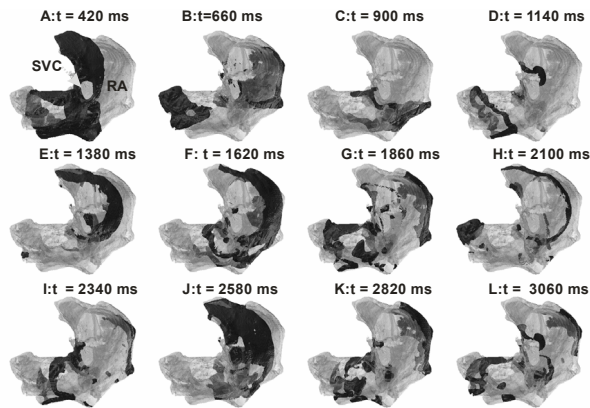 A:t = 420 ms B:t=660 ms C:t = 900 ms D:t = 1140 ms
SVC RA
E:t = 1380 ms F: t = 1620 ms G:t = 1860 ms H:t = 2100 ms
I:t = 2340 ms J:t = 2580 ms K:t = 2820 ms L:t = 3060 ms